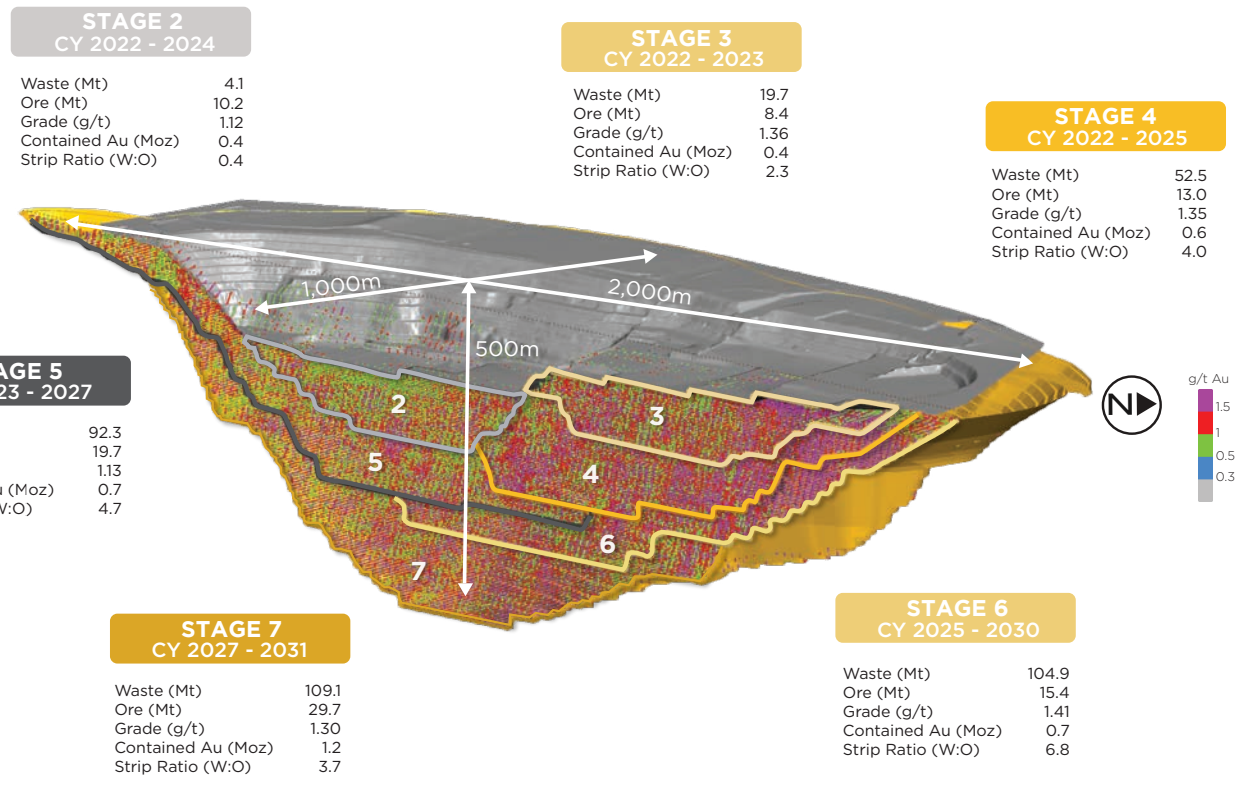 STAGE 2
CY 2022 - 2024
Waste (Mt) 4.1
Ore (Mt) 10.2
Grade (g/t) 1.12
Contained Au (Moz) 0.4
Strip Ratio (W:O) 0.4
STAGE 3
CY 2022 - 2023
Waste (Mt) 19.7
Ore (Mt) 8.4
Grade (g/t) 1.36
Contained Au (Moz) 0.4
Strip Ratio (W:O) 2.3
STAGE 4
CY 2022 - 2025
Waste (Mt) 52.5
Ore (Mt) 13.0
Grade (g/t) 1.35
Contained Au (Moz) 0.6
Strip Ratio (W:O) 4.0
1,000m
2,000m
500m
2
3
4
5
6
7
N
g/t Au
1.5
1
0.5
0.3
AGE 5
23 - 2027
92.3
19.7
1.13
(Moz) 0.7
W:O) 4.7
STAGE 7
CY 2027 - 2031
Waste (Mt) 109.1
Ore (Mt) 29.7
Grade (g/t) 1.30
Contained Au (Moz) 1.2
Strip Ratio (W:O) 3.7
STAGE 6
CY 2025 - 2030
Waste (Mt) 104.9
Ore (Mt) 15.4
Grade (g/t) 1.41
Contained Au (Moz) 0.7
Strip Ratio (W:O) 6.8